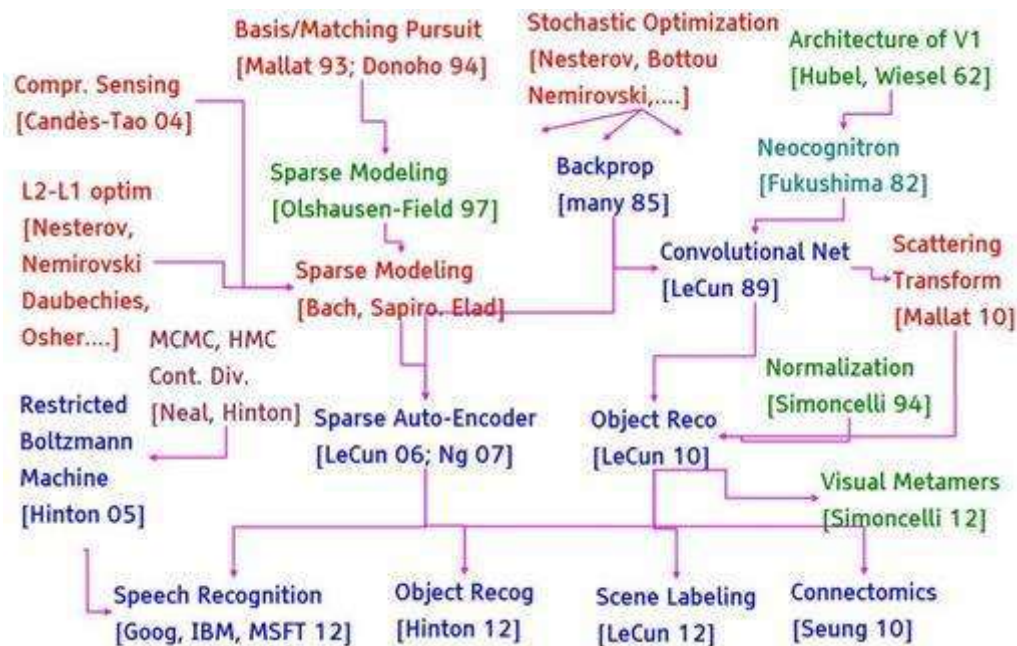 Basis/Matching Pursuit
[Mallat 93; Donoho 94]
Stochastic Optimization
[Nesterov, Bottou
Nemirovski,....]
Architecture of V1
[Hubel, Wiesel 62]
Compr. Sensing
[Candès-Tao 04]
Sparse Modeling
[Olshausen-Field 97]
Backprop
[many 85]
Neocognitron
[Fukushima 82]
L2-L1 optim
[Nesterov,
Nemirovski
Daubechies,
Osher....]
Sparse Modeling
[Bach, Sapiro. Elad]
Convolutional Net
[LeCun 89]
Scattering
Transform
[Mallat 10]
MCMC, HMC
Cont. Div.
[Neal, Hinton]
Normalization
[Simoncelli 94]
Restricted
Boltzmann
Machine
[Hinton 05]
Sparse Auto-Encoder
[LeCun 06; Ng 07]
Object Reco
[LeCun 10]
Visual Metamers
[Simoncelli 12]
Speech Recognition
[Goog, IBM, MSFT 12]
Object Recog
[Hinton 12]
Scene Labeling
[LeCun 12]
Connectomics
[Seung 10]